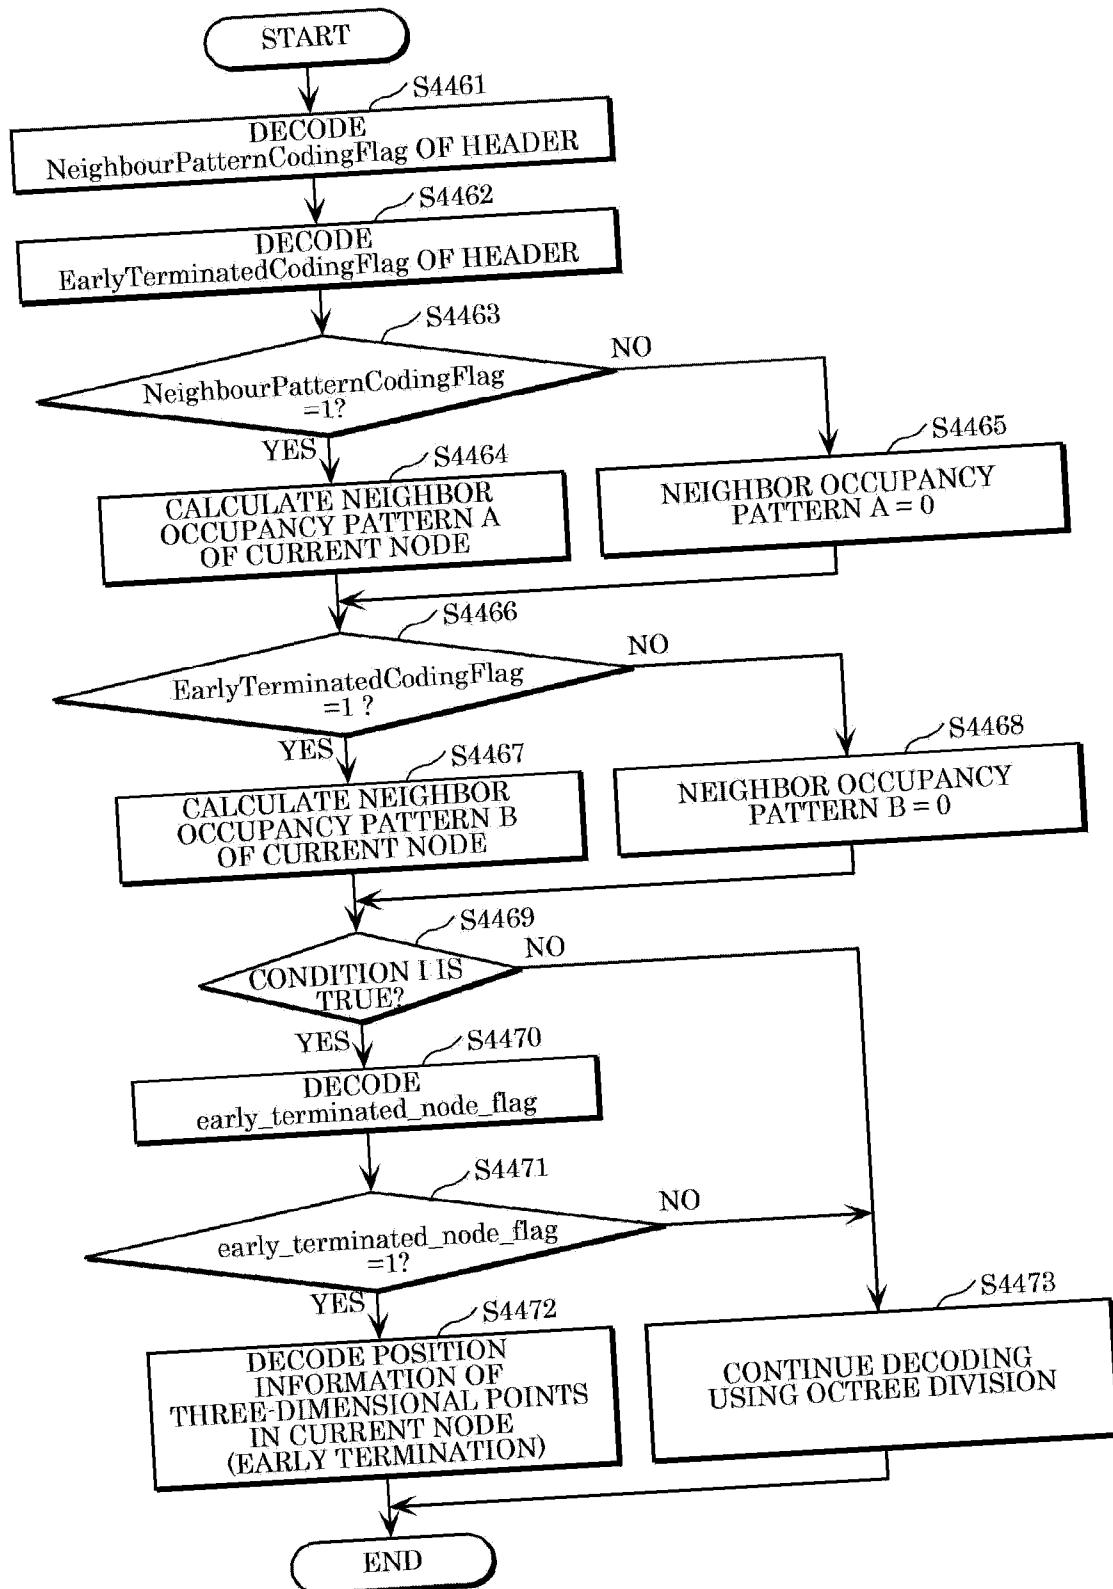 START
S4461
DECODE
NeighbourPatternCodingFlag OF HEADER
S4462
DECODE
EarlyTerminatedCodingFlag OF HEADER
S4463
NeighbourPatternCodingFlag
=1?
NO
YES
S4464
CALCULATE NEIGHBOR
OCCUPANCY PATTERN A
OF CURRENT NODE
S4465
NEIGHBOR OCCUPANCY
PATTERN A = 0
S4466
EarlyTerminatedCodingFlag
=1 ?
NO
YES
S4467
CALCULATE NEIGHBOR
OCCUPANCY PATTERN B
OF CURRENT NODE
S4468
NEIGHBOR OCCUPANCY
PATTERN B = 0
S4469
CONDITION I IS
TRUE?
NO
YES
S4470
DECODE
early_terminated_node_flag
S4471
early_terminated_node_flag
=1?
NO
YES
S4472
DECODE POSITION
INFORMATION OF
THREE-DIMENSIONAL POINTS
IN CURRENT NODE
(EARLY TERMINATION)
S4473
CONTINUE DECODING
USING OCTREE DIVISION
END